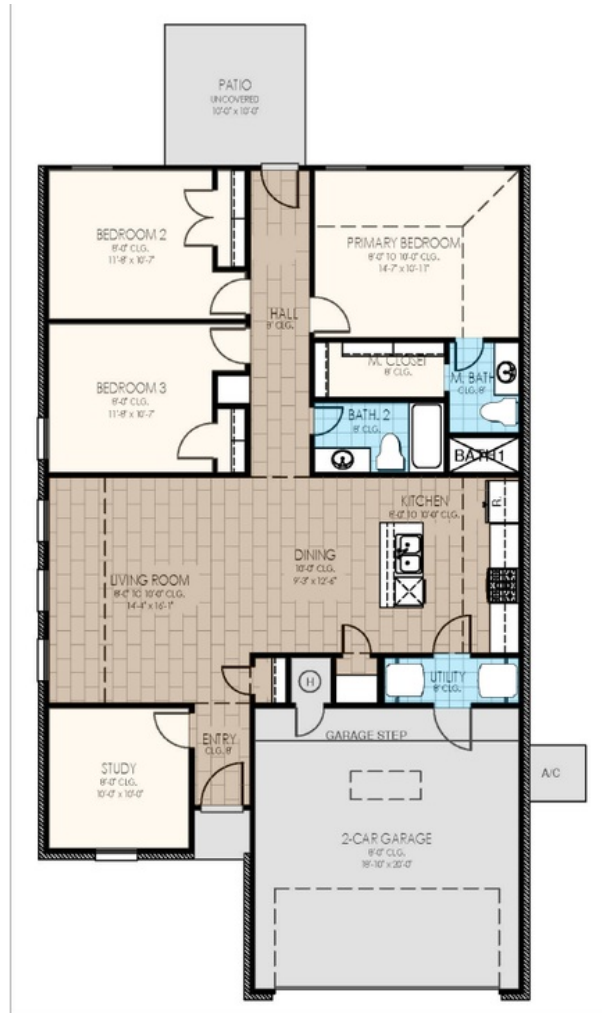 PATIO
UNCOVERED
10'-0" x 10'-0"
BEDROOM 2
8'-0" CLG.
11'-8" x 10'-7"
PRIMARY BEDROOM
8'-0" TO 10'-0" CLG.
14'-7" x 10'-11"
HALL
8' CLG.
M. CLOSET
8' CLG.
M. BATH
CLG. 8'
BEDROOM 3
8'-0" CLG.
11'-8" x 10'-7"
BATH. 2
8' CLG.
BATH1
KITCHEN
8'-0" TO 10'-0" CLG.
R.
DINING
10'-0" CLG.
9'-3" x 12'-6"
LIVING ROOM
8'-0" TO 10'-0" CLG.
14'-4" x 16'-1"
UTILITY
8' CLG.
H
ENTRY
CLG. 8'
GARAGE STEP
STUDY
8'-0" CLG.
10'-0" x 10'-0"
A/C
2-CAR GARAGE
8'-0" CLG.
18'-10" x 20'-0"